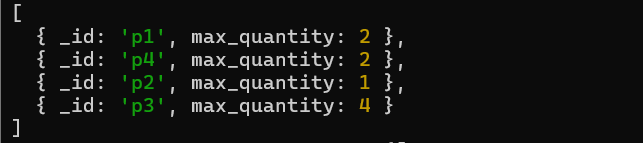 [
  { _id: 'p1', max_quantity: 2 },
  { _id: 'p4', max_quantity: 2 },
  { _id: 'p2', max_quantity: 1 },
  { _id: 'p3', max_quantity: 4 }
]